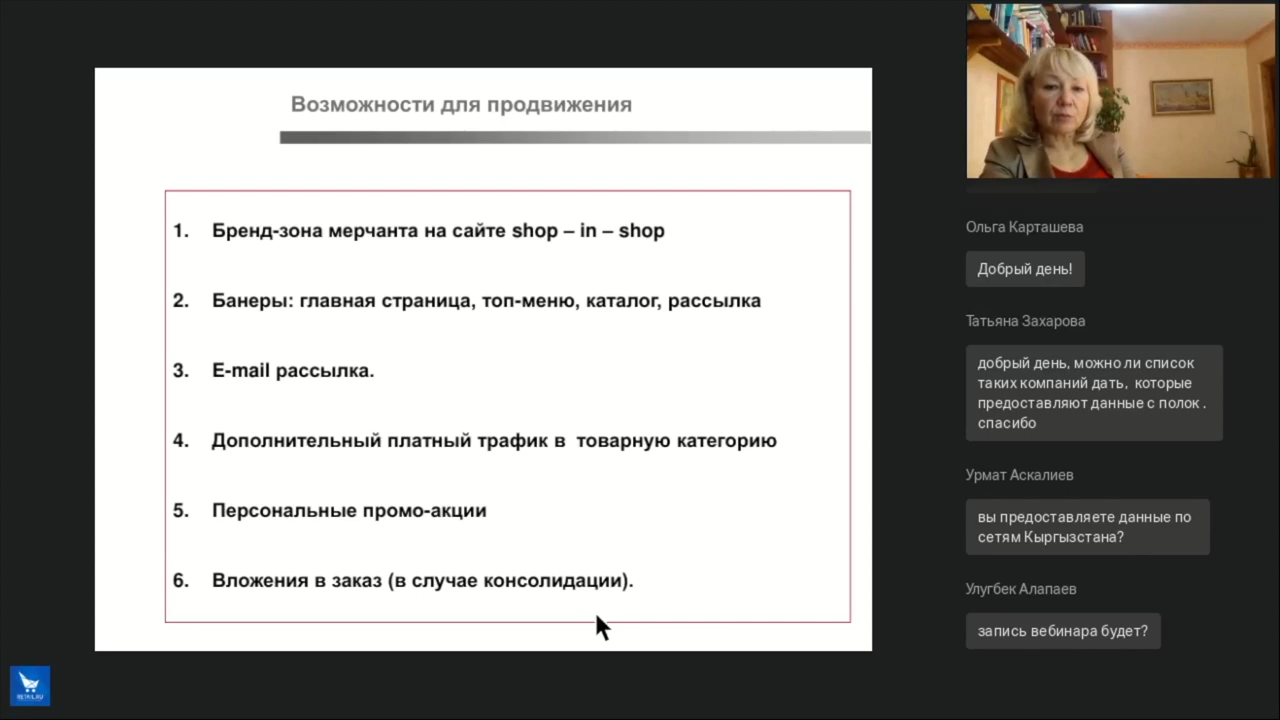 Возможности для продвижения
1. Бренд-зона мерчанта на сайте shop – in – shop
2. Банеры: главная страница, топ-меню, каталог, рассылка
3. E-mail рассылка.
4. Дополнительный платный трафик в товарную категорию
5. Персональные промо-акции
6. Вложения в заказ (в случае консолидации).
Ольга Карташева
Добрый день!
Татьяна Захарова
добрый день, можно ли список
таких компаний дать, которые
предоставляют данные с полок .
спасибо
Урмат Аскалиев
вы предоставляете данные по
сетям Кыргызстана?
Улугбек Алапаев
запись вебинара будет?
RETAIL.RU